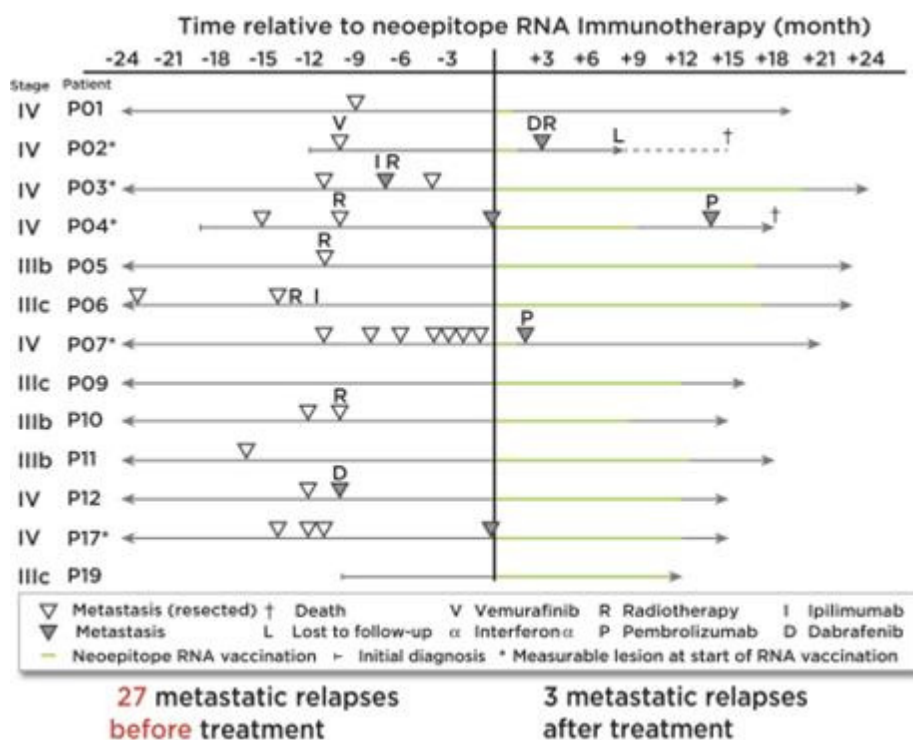 Time relative to neoepitope RNA Immunotherapy (month)
-24 -21 -18 -15 -12 -9 -6 -3 +3 +6 +9 +12 +15 +18 +21 +24
Stage Patient
IV P01
V DR L †
IV P02*
I R
IV P03*
R P †
IV P04*
R
IIIb P05
R I
IIIc P06
P
IV P07*
IIIc P09
R
IIIb P10
IIIb P11
D
IV P12
IV P17*
IIIc P19
Metastasis (resected) † Death V Vemurafinib R Radiotherapy I Ipilimumab
Metastasis L Lost to follow-up α Interferonα P Pembrolizumab D Dabrafenib
Neoepitope RNA vaccination Initial diagnosis * Measurable lesion at start of RNA vaccination
27 metastatic relapses
before treatment
3 metastatic relapses
after treatment